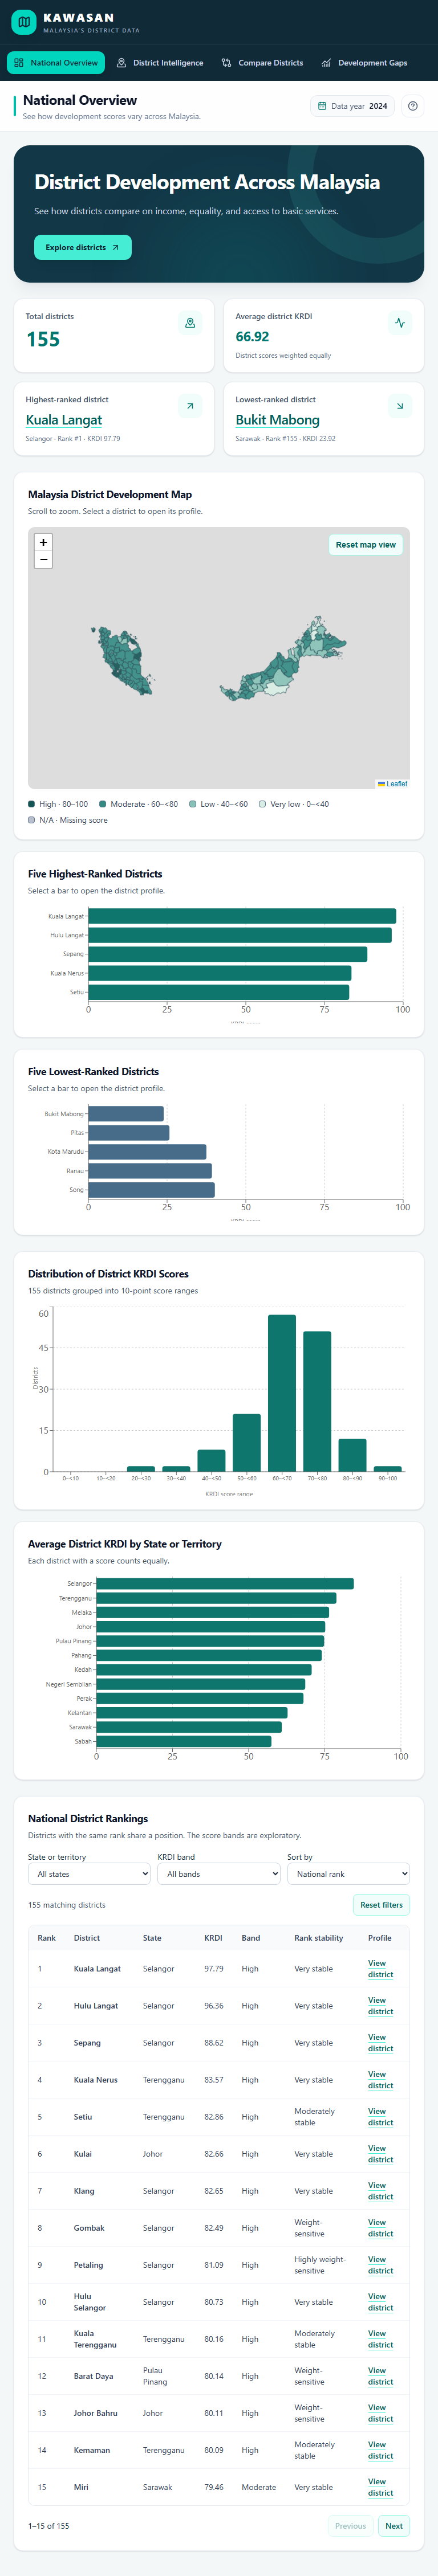 KAWASAN
MALAYSIA'S DISTRICT DATA
National Overview
District Intelligence
Compare Districts
Development Gaps
National Overview
See how development scores vary across Malaysia.
Data year 2024
District Development Across Malaysia
See how districts compare on income, equality, and access to basic services.
Explore districts
Total districts
155
Average district KRDI
66.92
District scores weighted equally
Highest-ranked district
Kuala Langat
Selangor · Rank #1 · KRDI 97.79
Lowest-ranked district
Bukit Mabong
Sarawak · Rank #155 · KRDI 23.92
Malaysia District Development Map
Scroll to zoom. Select a district to open its profile.
+
−
Reset map view
Leaflet
High · 80–100
Moderate · 60–<80
Low · 40–<60
Very low · 0–<40
N/A · Missing score
Five Highest-Ranked Districts
Select a bar to open the district profile.
Kuala Langat
Hulu Langat
Sepang
Kuala Nerus
Setiu
0 25 50 75 100
Five Lowest-Ranked Districts
Select a bar to open the district profile.
Bukit Mabong
Pitas
Kota Marudu
Ranau
Song
0 25 50 75 100
Distribution of District KRDI Scores
155 districts grouped into 10-point score ranges
60
45
30
15
0
Districts
0–<10 10–<20 20–<30 30–<40 40–<50 50–<60 60–<70 70–<80 80–<90 90–100
KRDI score range
Average District KRDI by State or Territory
Each district with a score counts equally.
Selangor
Terengganu
Melaka
Johor
Pulau Pinang
Pahang
Kedah
Negeri Sembilan
Perak
Kelantan
Sarawak
Sabah
0 25 50 75 100
National District Rankings
Districts with the same rank share a position. The score bands are exploratory.
State or territory
All states
KRDI band
All bands
Sort by
National rank
155 matching districts
Reset filters
Rank District State KRDI Band Rank stability Profile
1 Kuala Langat Selangor 97.79 High Very stable View district
2 Hulu Langat Selangor 96.36 High Very stable View district
3 Sepang Selangor 88.62 High Very stable View district
4 Kuala Nerus Terengganu 83.57 High Very stable View district
5 Setiu Terengganu 82.86 High Moderately stable View district
6 Kulai Johor 82.66 High Very stable View district
7 Klang Selangor 82.65 High Very stable View district
8 Gombak Selangor 82.49 High Weight-sensitive View district
9 Petaling Selangor 81.09 High Highly weight-sensitive View district
10 Hulu Selangor Selangor 80.73 High Very stable View district
11 Kuala Terengganu Terengganu 80.16 High Moderately stable View district
12 Barat Daya Pulau Pinang 80.14 High Weight-sensitive View district
13 Johor Bahru Johor 80.11 High Weight-sensitive View district
14 Kemaman Terengganu 80.09 High Moderately stable View district
15 Miri Sarawak 79.46 Moderate Very stable View district
1–15 of 155
Previous
Next